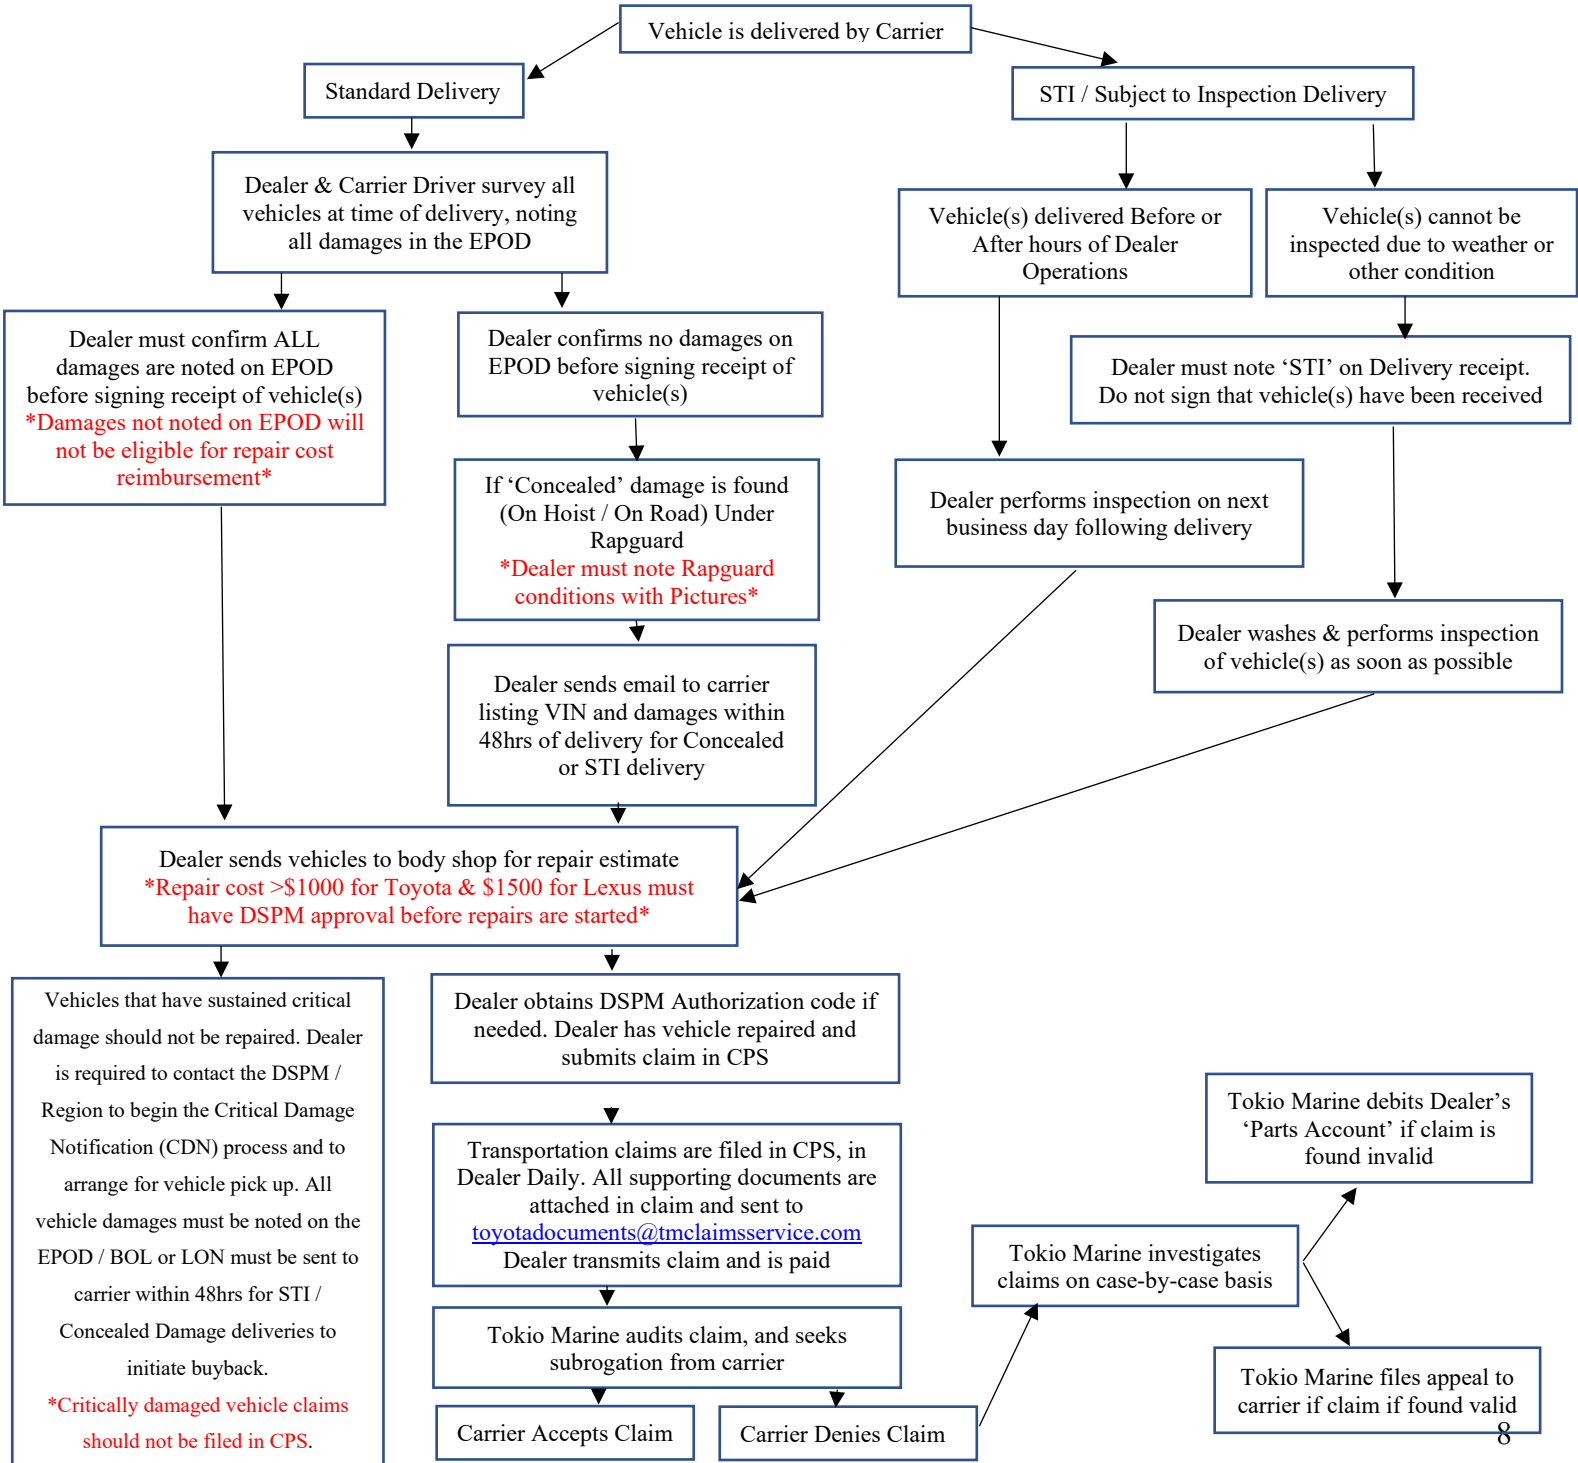 Vehicle is delivered by Carrier
Standard Delivery
STI / Subject to Inspection Delivery
Dealer & Carrier Driver survey all
vehicles at time of delivery, noting
all damages in the EPOD
Vehicle(s) delivered Before or
After hours of Dealer
Operations
Vehicle(s) cannot be
inspected due to weather or
other condition
Dealer must confirm ALL
damages are noted on EPOD
before signing receipt of vehicle(s)
*Damages not noted on EPOD will
not be eligible for repair cost
reimbursement*
Dealer confirms no damages on
EPOD before signing receipt of
vehicle(s)
Dealer must note ‘STI’ on Delivery receipt.
Do not sign that vehicle(s) have been received
If ‘Concealed’ damage is found
(On Hoist / On Road) Under
Rapguard
*Dealer must note Rapguard
conditions with Pictures*
Dealer performs inspection on next
business day following delivery
Dealer washes & performs inspection
of vehicle(s) as soon as possible
Dealer sends email to carrier
listing VIN and damages within
48hrs of delivery for Concealed
or STI delivery
Dealer sends vehicles to body shop for repair estimate
*Repair cost >$1000 for Toyota & $1500 for Lexus must
have DSPM approval before repairs are started*
Vehicles that have sustained critical
damage should not be repaired. Dealer
is required to contact the DSPM /
Region to begin the Critical Damage
Notification (CDN) process and to
arrange for vehicle pick up. All
vehicle damages must be noted on the
EPOD / BOL or LON must be sent to
carrier within 48hrs for STI /
Concealed Damage deliveries to
initiate buyback.
*Critically damaged vehicle claims
should not be filed in CPS.
Dealer obtains DSPM Authorization code if
needed. Dealer has vehicle repaired and
submits claim in CPS
Transportation claims are filed in CPS, in
Dealer Daily. All supporting documents are
attached in claim and sent to
toyotadocuments@tmclaimsservice.com
Dealer transmits claim and is paid
Tokio Marine audits claim, and seeks
subrogation from carrier
Carrier Accepts Claim
Carrier Denies Claim
Tokio Marine investigates
claims on case-by-case basis
Tokio Marine debits Dealer’s
‘Parts Account’ if claim is
found invalid
Tokio Marine files appeal to
carrier if claim if found valid
8